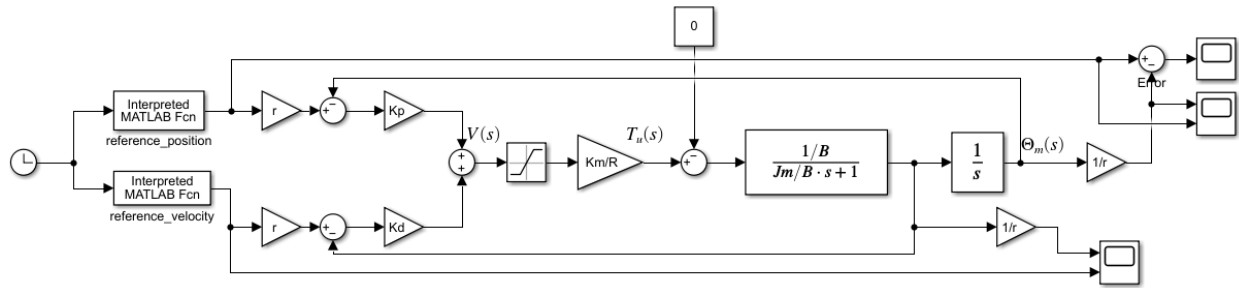 0
Interpreted
MATLAB Fcn
reference_position
r
+
−
Kp
V(s)
+
+
Km/R
T_u(s)
+
−
1/B
Jm/B · s + 1
1
s
Θ_m(s)
1/r
+
−
Error
Interpreted
MATLAB Fcn
reference_velocity
r
+
−
Kd
1/r